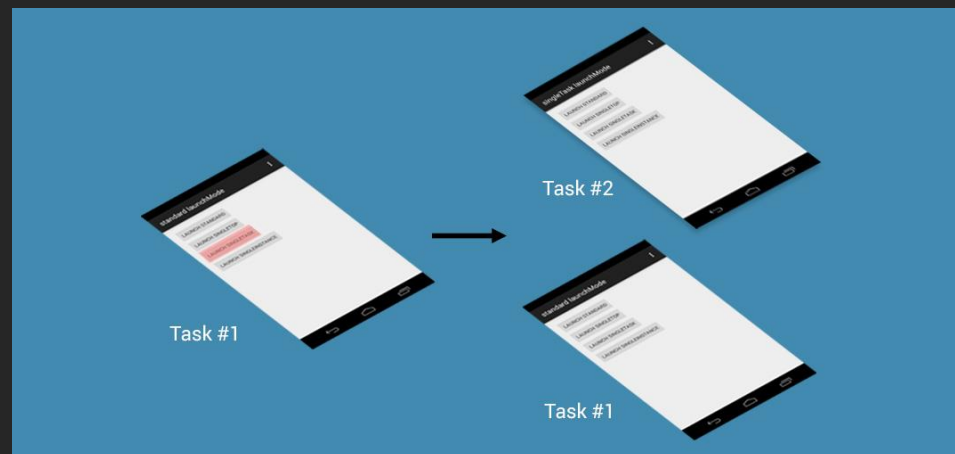 standard launchMode
LAUNCH STANDARD
LAUNCH SINGLETOP
LAUNCH SINGLETASK
LAUNCH SINGLEINSTANCE
Task #1
singleTask launchMode
LAUNCH STANDARD
LAUNCH SINGLETOP
LAUNCH SINGLETASK
LAUNCH SINGLEINSTANCE
Task #2
standard launchMode
LAUNCH STANDARD
LAUNCH SINGLETOP
LAUNCH SINGLETASK
LAUNCH SINGLEINSTANCE
Task #1